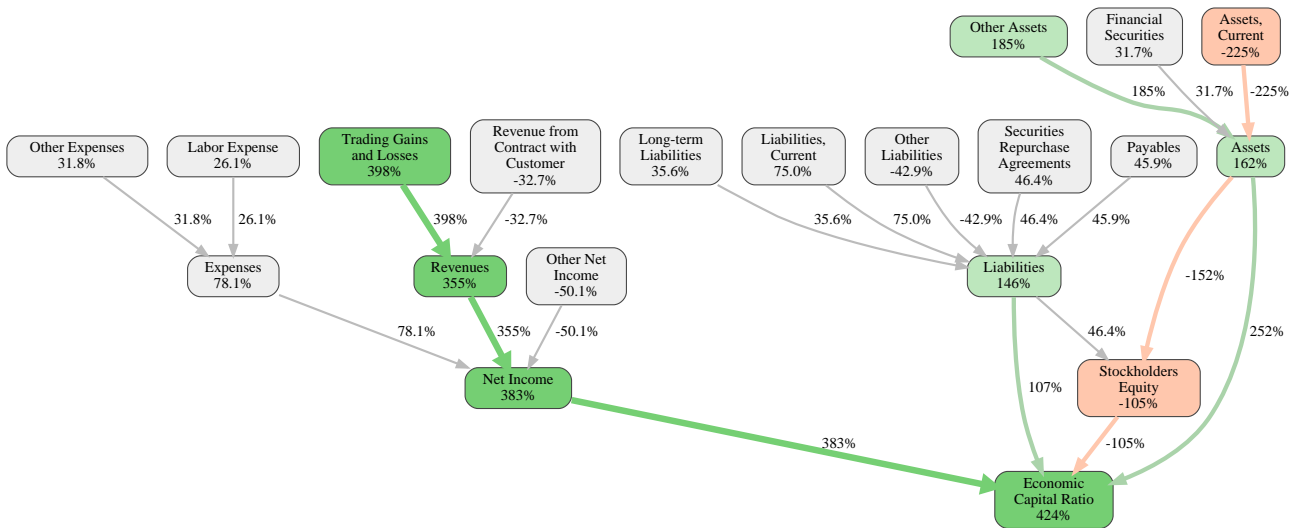 Other Assets
185%
Financial
Securities
31.7%
Assets,
Current
-225%
185%
31.7%
-225%
Other Expenses
31.8%
Labor Expense
26.1%
Trading Gains
and Losses
398%
Revenue from
Contract with
Customer
-32.7%
Long-term
Liabilities
35.6%
Liabilities,
Current
75.0%
Other
Liabilities
-42.9%
Securities
Repurchase
Agreements
46.4%
Payables
45.9%
Assets
162%
31.8%
26.1%
398%
-32.7%
35.6%
75.0%
-42.9%
46.4%
45.9%
Expenses
78.1%
Revenues
355%
Other Net
Income
-50.1%
Liabilities
146%
-152%
78.1%
355%
-50.1%
46.4%
252%
Net Income
383%
107%
Stockholders
Equity
-105%
383%
-105%
Economic
Capital Ratio
424%